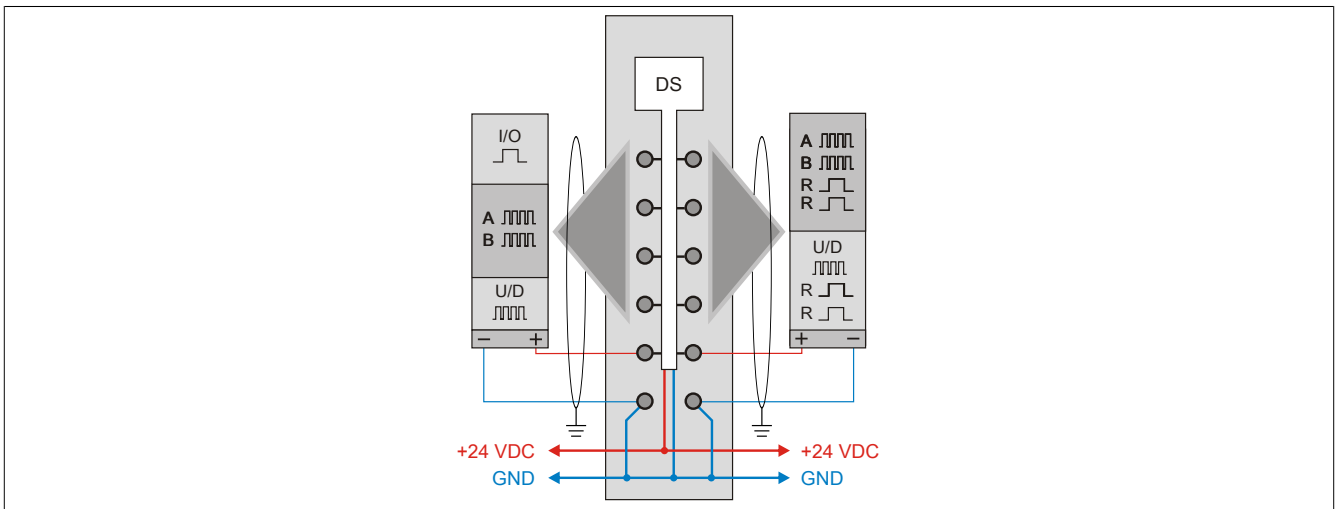 DS
I/O
A
B
U/D
− +
A
B
R
R
U/D
R
R
+ −
+24 VDC
+24 VDC
GND
GND